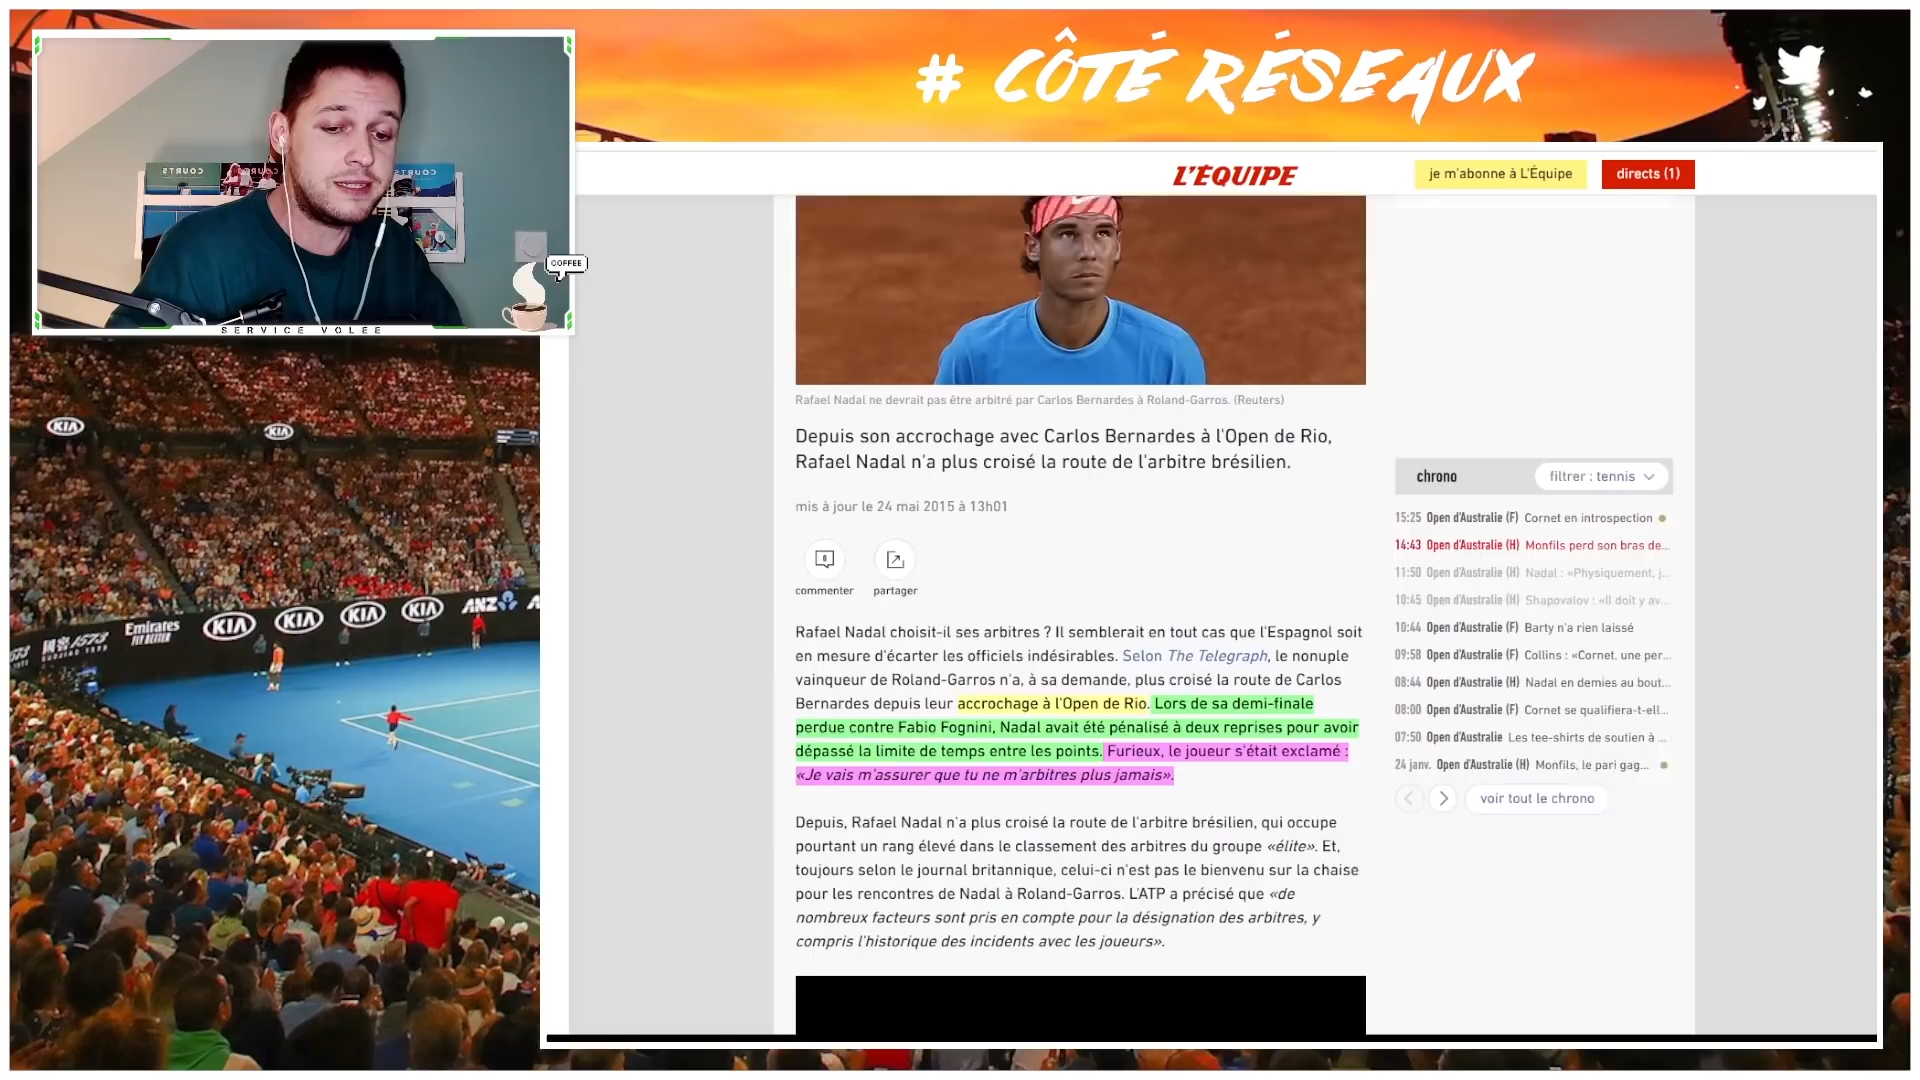 # CÔTÉ RÉSEAUX
COURTS
COURTS
COFFEE
SERVICE VOLEE
L'ÉQUIPE
je m'abonne à L'Équipe
directs (1)
Rafael Nadal ne devrait pas être arbitré par Carlos Bernardes à Roland-Garros. (Reuters)
Depuis son accrochage avec Carlos Bernardes à l'Open de Rio,
Rafael Nadal n'a plus croisé la route de l'arbitre brésilien.
mis à jour le 24 mai 2015 à 13h01
commenter
partager
Rafael Nadal choisit-il ses arbitres ? Il semblerait en tout cas que l'Espagnol soit
en mesure d'écarter les officiels indésirables. Selon The Telegraph, le nonuple
vainqueur de Roland-Garros n'a, à sa demande, plus croisé la route de Carlos
Bernardes depuis leur accrochage à l'Open de Rio. Lors de sa demi-finale
perdue contre Fabio Fognini, Nadal avait été pénalisé à deux reprises pour avoir
dépassé la limite de temps entre les points. Furieux, le joueur s'était exclamé :
«Je vais m'assurer que tu ne m'arbitres plus jamais».
Depuis, Rafael Nadal n'a plus croisé la route de l'arbitre brésilien, qui occupe
pourtant un rang élevé dans le classement des arbitres du groupe «élite». Et,
toujours selon le journal britannique, celui-ci n'est pas le bienvenu sur la chaise
pour les rencontres de Nadal à Roland-Garros. L'ATP a précisé que «de
nombreux facteurs sont pris en compte pour la désignation des arbitres, y
compris l'historique des incidents avec les joueurs».
chrono
filtrer : tennis
15:25 Open d'Australie (F) Cornet en introspection
14:43 Open d'Australie (H) Monfils perd son bras de...
11:50 Open d'Australie (H) Nadal : «Physiquement, j...
10:45 Open d'Australie (H) Shapovalov : «Il doit y av...
10:44 Open d'Australie (F) Barty n'a rien laissé
09:58 Open d'Australie (F) Collins : «Cornet, une per...
08:44 Open d'Australie (H) Nadal en demies au bout...
08:00 Open d'Australie (F) Cornet se qualifiera-t-ell...
07:50 Open d'Australie Les tee-shirts de soutien à ...
24 janv. Open d'Australie (H) Monfils, le pari gag...
voir tout le chrono
KIA
KIA
1573
Emirates
FLY BETTER
KIA
KIA
KIA
KIA
ANZ